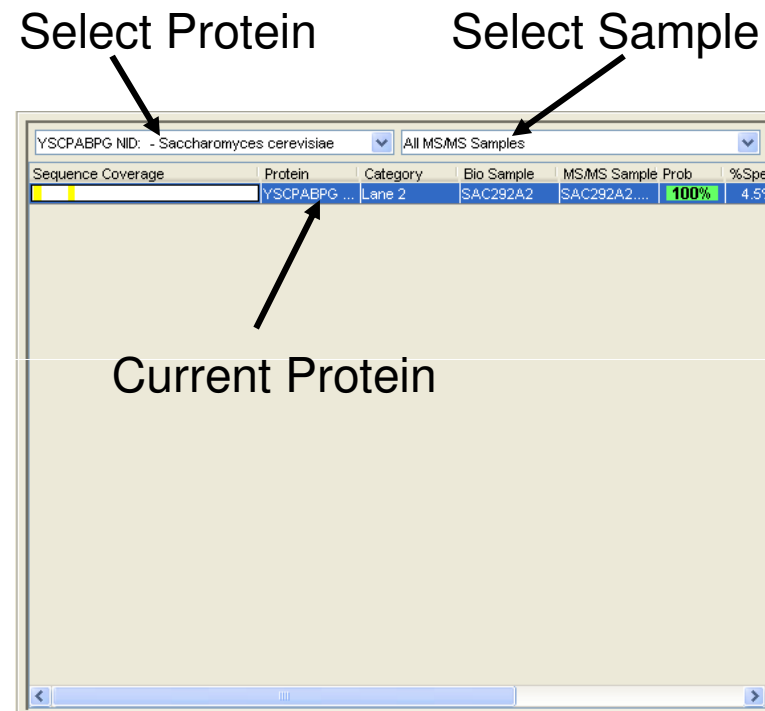 Select Protein Select Sample
YSCPABPG NID: - Saccharomyces cerevisiae All MS/MS Samples
Sequence Coverage Protein Category Bio Sample MS/MS Sample Prob %Spe
YSCPABPG ... Lane 2 SAC292A2 SAC292A2.... 100% 4.5%
Current Protein